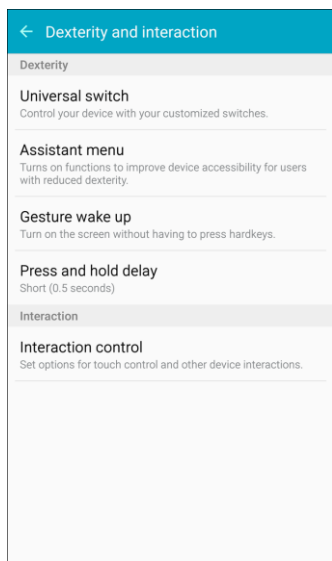 Dexterity and interaction
Dexterity
Universal switch
Control your device with your customized switches.
Assistant menu
Turns on functions to improve device accessibility for users
with reduced dexterity.
Gesture wake up
Turn on the screen without having to press hardkeys.
Press and hold delay
Short (0.5 seconds)
Interaction
Interaction control
Set options for touch control and other device interactions.